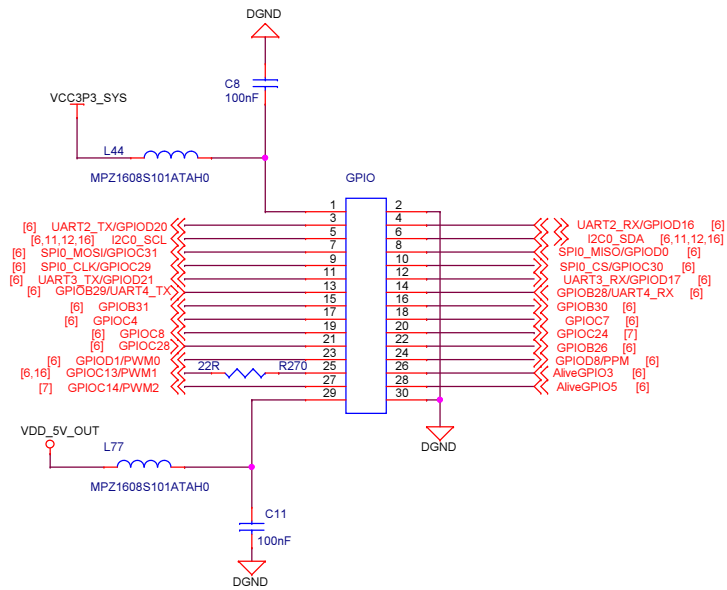 DGND
C8
100nF
VCC3P3_SYS
L44
MPZ1608S101ATAH0
GPIO
1 2
[6] UART2_TX/GPIOD20 3 4 UART2_RX/GPIOD16 [6]
[6,11,12,16] I2C0_SCL 5 6 I2C0_SDA [6,11,12,16]
[6] SPI0_MOSI/GPIOC31 7 8 SPI0_MISO/GPIOD0 [6]
[6] SPI0_CLK/GPIOC29 9 10 SPI0_CS/GPIOC30 [6]
[6] UART3_TX/GPIOD21 11 12 UART3_RX/GPIOD17 [6]
[6] GPIOB29/UART4_TX 13 14 GPIOB28/UART4_RX [6]
[6] GPIOB31 15 16 GPIOB30 [6]
[6] GPIOC4 17 18 GPIOC7 [6]
[6] GPIOC8 19 20 GPIOC24 [7]
[6] GPIOC28 21 22 GPIOB26 [6]
[6] GPIOD1/PWM0 23 24 GPIOD8/PPM [6]
[6,16] GPIOC13/PWM1 22R R270 25 26 AliveGPIO3 [6]
[7] GPIOC14/PWM2 27 28 AliveGPIO5 [6]
29 30
VDD_5V_OUT
DGND
L77
MPZ1608S101ATAH0
C11
100nF
DGND